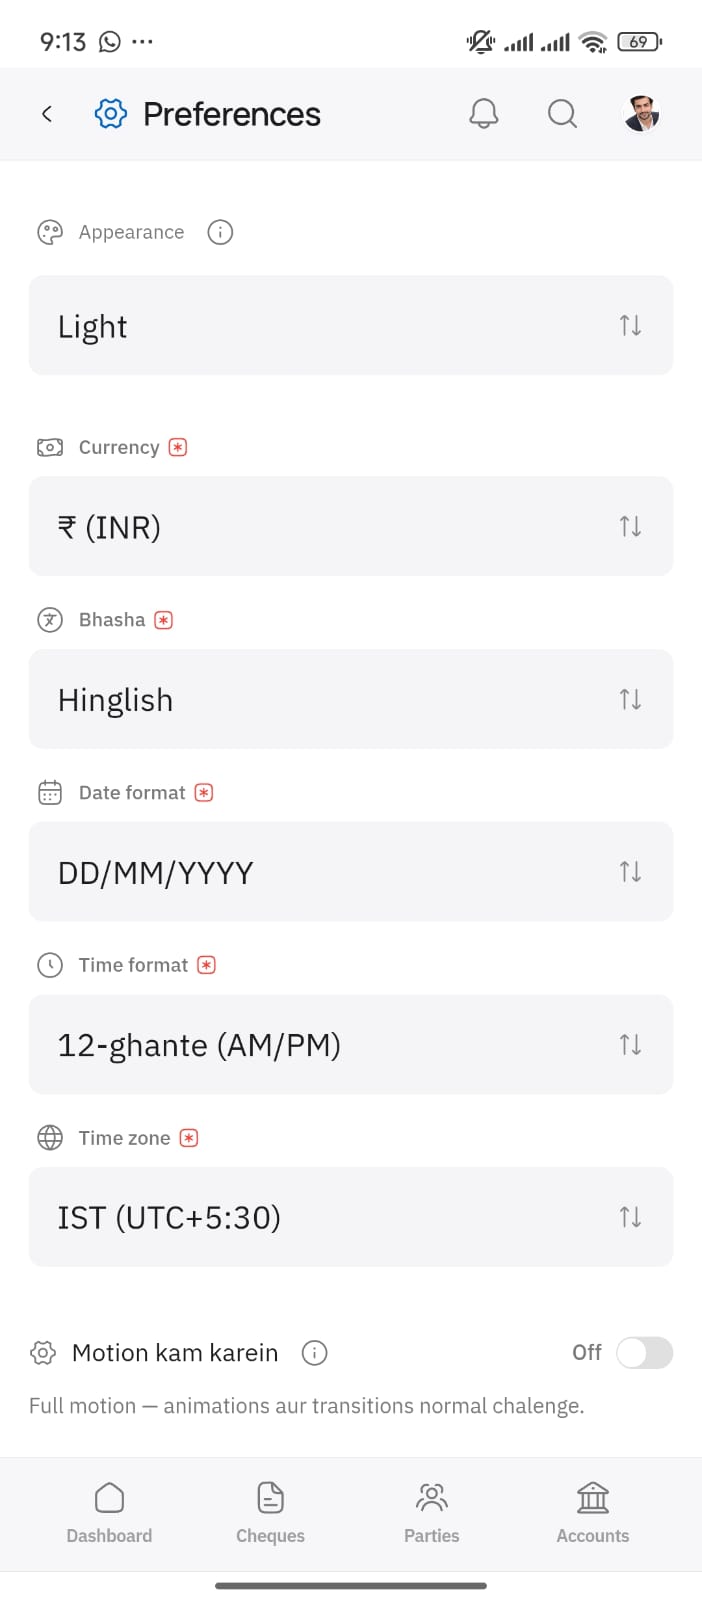 9:13
69
Preferences
Appearance
Light
Currency *
₹ (INR)
Bhasha *
Hinglish
Date format *
DD/MM/YYYY
Time format *
12-ghante (AM/PM)
Time zone *
IST (UTC+5:30)
Motion kam karein
Off
Full motion — animations aur transitions normal chalenge.
Dashboard
Cheques
Parties
Accounts